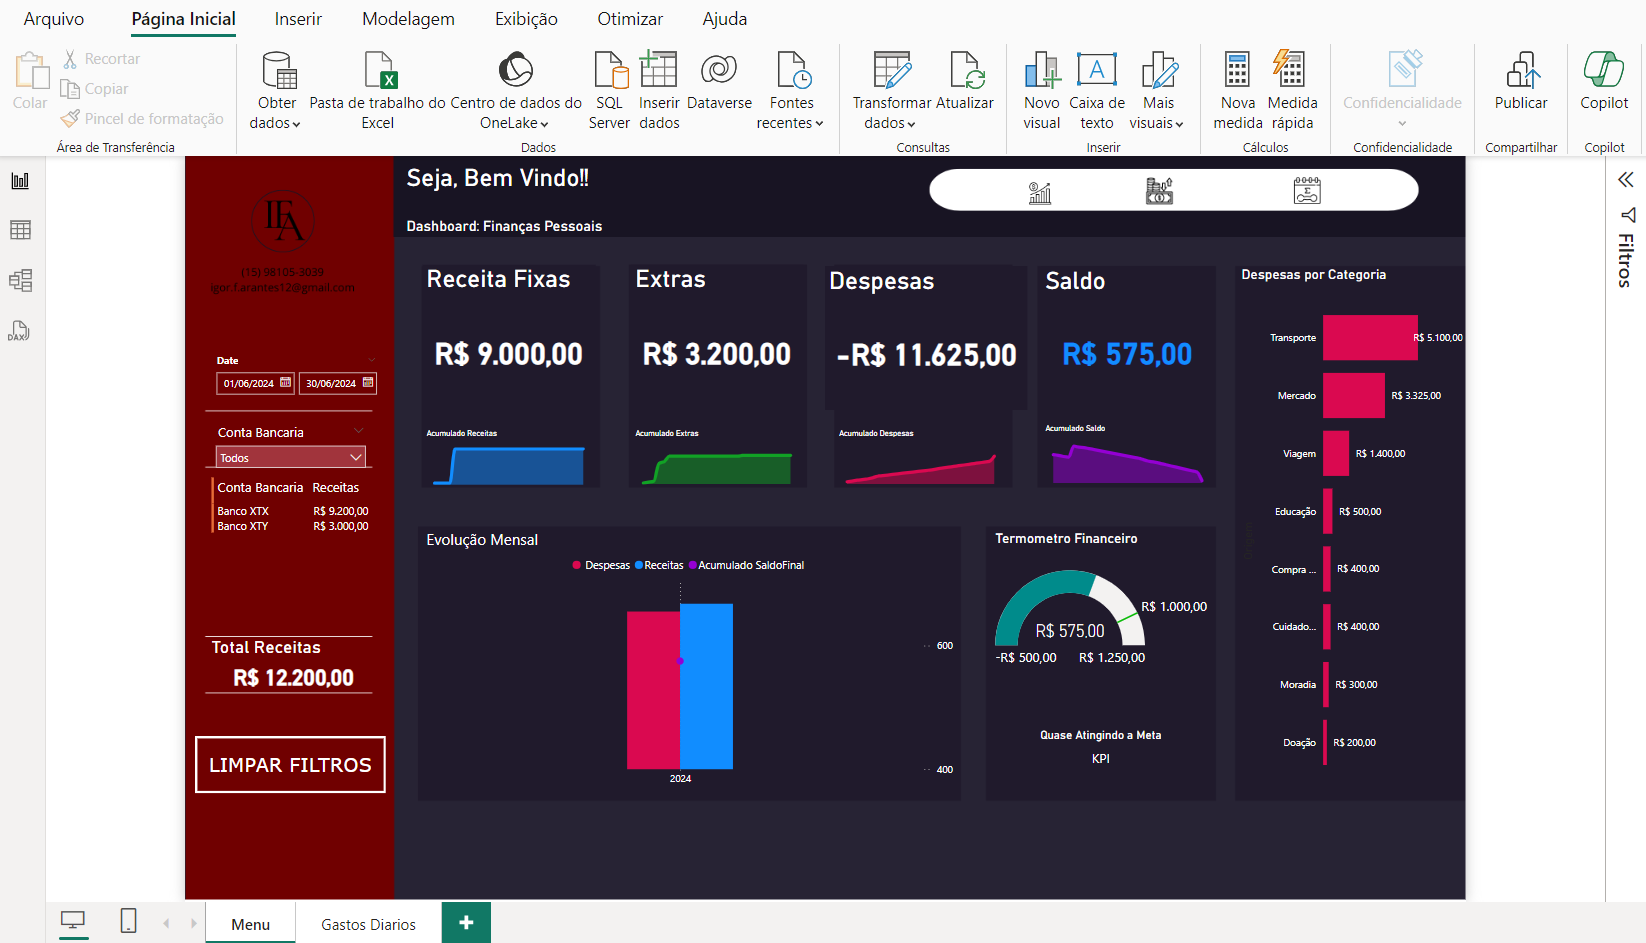 Arquivo
Página Inicial
Inserir
Modelagem
Exibição
Otimizar
Ajuda
Colar
Recortar
Copiar
Pincel de formatação
Área de Transferência
Obter dados
Pasta de trabalho do Excel
Centro de dados do OneLake
SQL Server
Inserir dados
Dataverse
Fontes recentes
Dados
Transformar dados
Atualizar
Consultas
Novo visual
Caixa de texto
Mais visuais
Inserir
Nova medida
Medida rápida
Cálculos
Confidencialidade
Confidencialidade
Publicar
Compartilhar
Copilot
Copilot
DAX
IFA
(15) 98105-3039
igor.f.arantes12@gmail.com
Date
01/06/2024
30/06/2024
Conta Bancaria
Todos
Conta Bancaria Receitas
Banco XTX R$ 9.200,00
Banco XTY R$ 3.000,00
Total Receitas
R$ 12.200,00
LIMPAR FILTROS
Seja, Bem Vindo!!
Dashboard: Finanças Pessoais
Receita Fixas
R$ 9.000,00
Acumulado Receitas
Extras
R$ 3.200,00
Acumulado Extras
Despesas
-R$ 11.625,00
Acumulado Despesas
Saldo
R$ 575,00
Acumulado Saldo
Evolução Mensal
Despesas Receitas Acumulado SaldoFinal
600
400
2024
Termometro Financeiro
R$ 1.000,00
R$ 575,00
-R$ 500,00
R$ 1.250,00
Quase Atingindo a Meta
KPI
Despesas por Categoria
Transporte R$ 5.100,00
Mercado R$ 3.325,00
Viagem R$ 1.400,00
Educação R$ 500,00
Compra ... R$ 400,00
Cuidado... R$ 400,00
Moradia R$ 300,00
Doação R$ 200,00
Filtros
Menu
Gastos Diarios